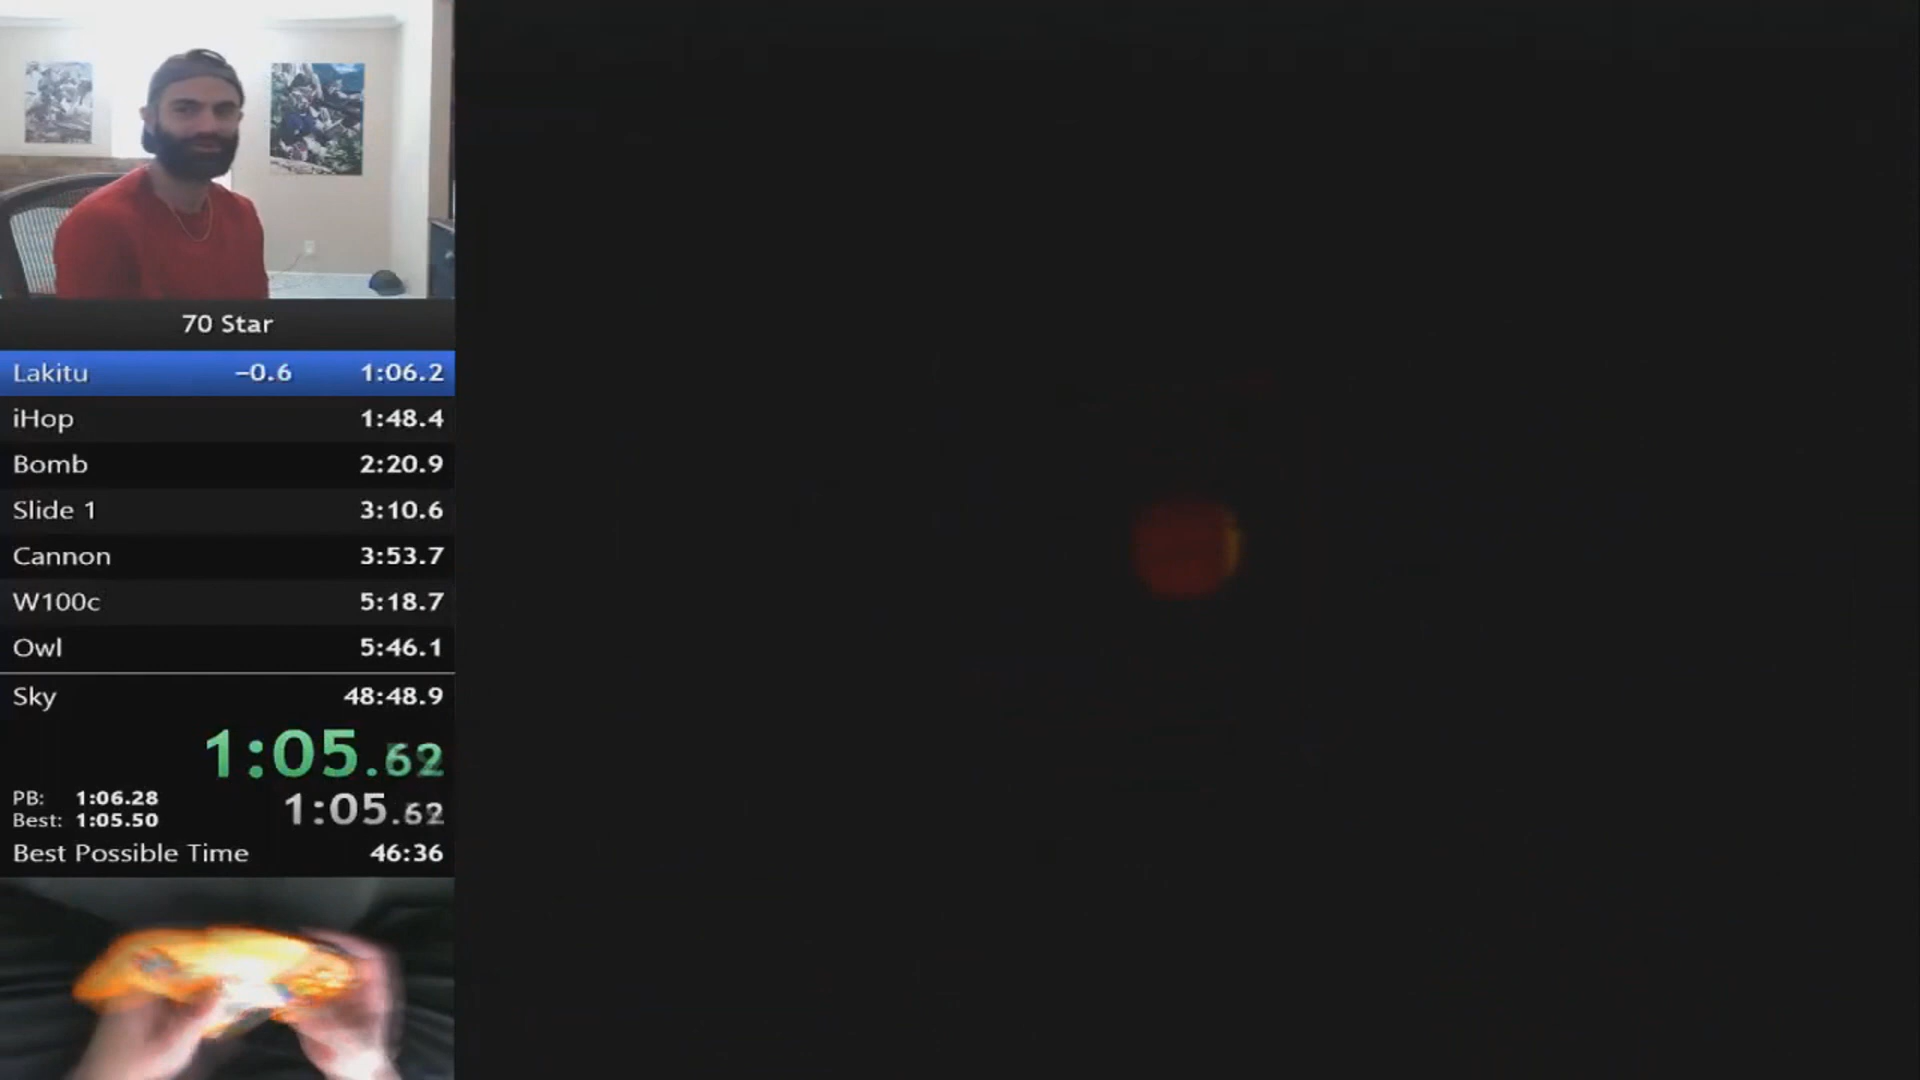 70 Star
Lakitu −0.6 1:06.2
iHop 1:48.4
Bomb 2:20.9
Slide 1 3:10.6
Cannon 3:53.7
W100c 5:18.7
Owl 5:46.1
Sky 48:48.9
1:05.62
PB: 1:06.28
Best: 1:05.50
1:05.62
Best Possible Time 46:36